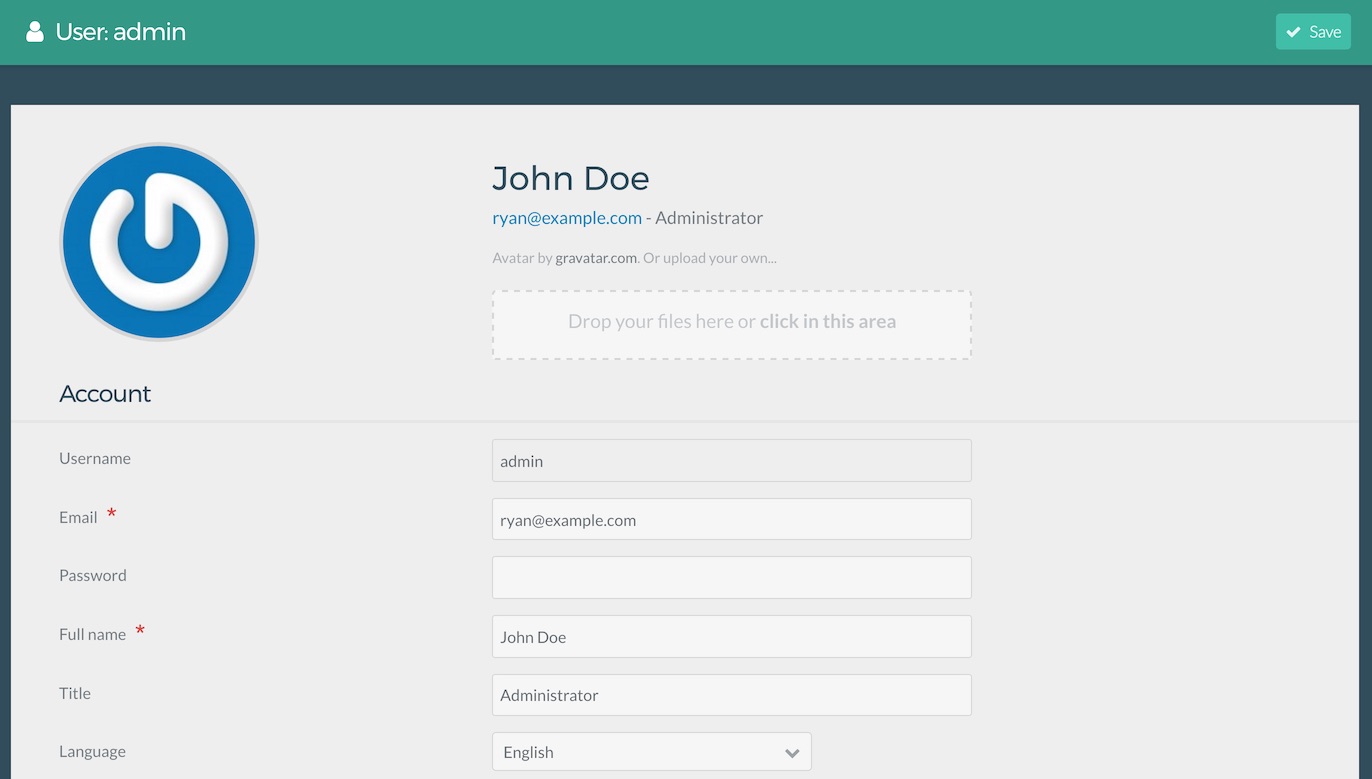 User: admin
Save
John Doe
ryan@example.com - Administrator
Avatar by gravatar.com. Or upload your own...
Drop your files here or click in this area
Account
Username
admin
Email *
ryan@example.com
Password
Full name *
John Doe
Title
Administrator
Language
English